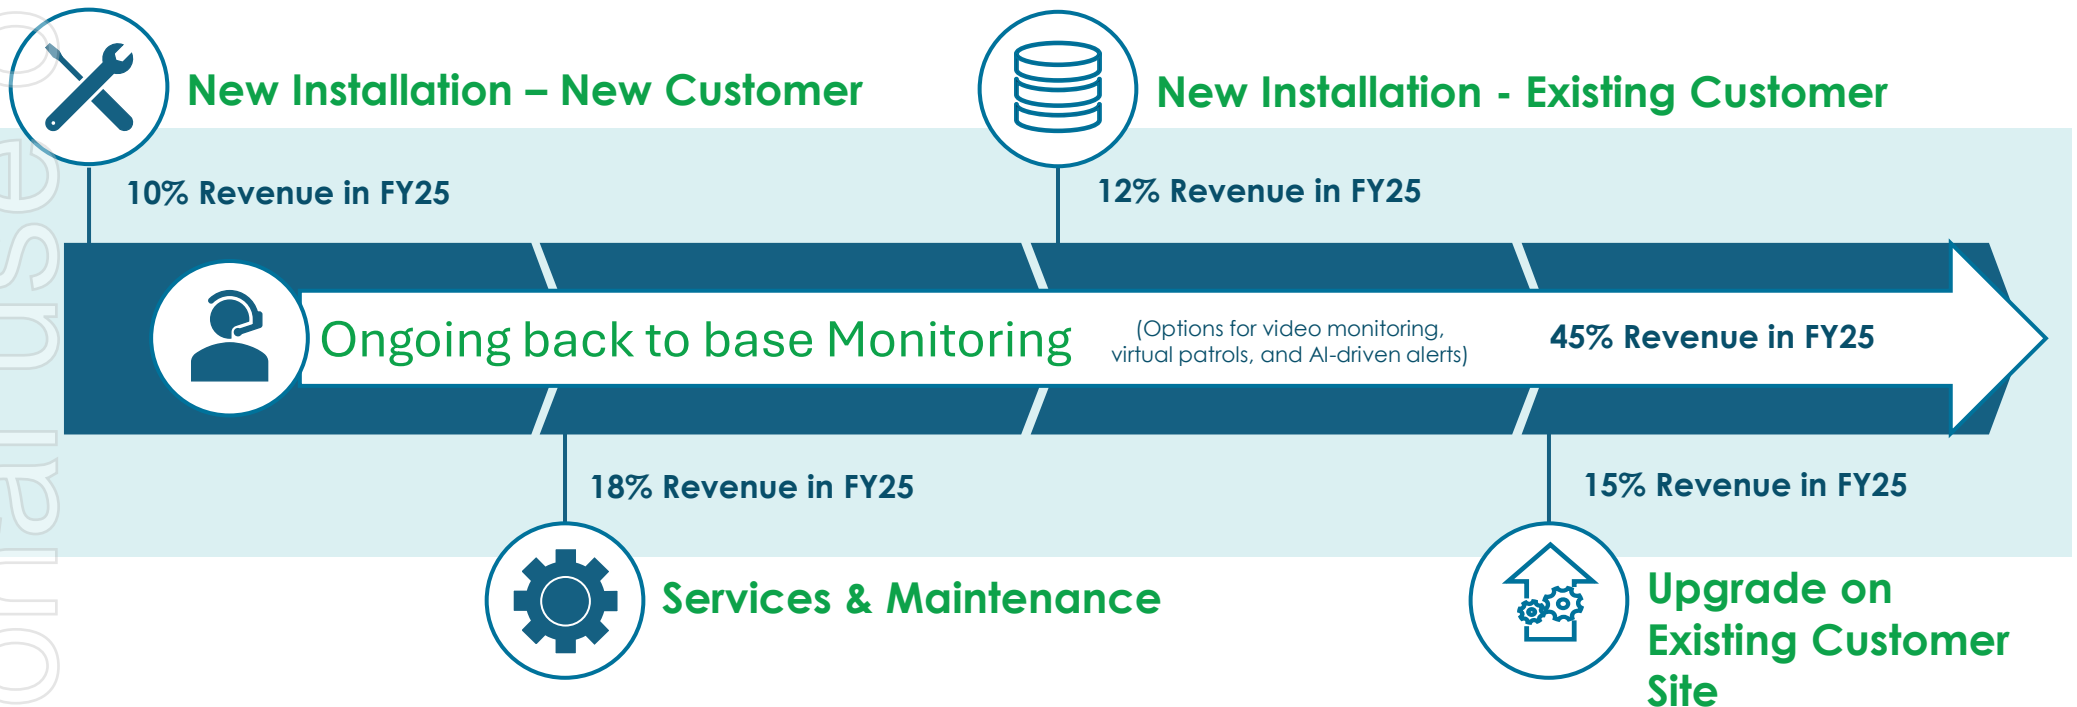 New Installation – New Customer
New Installation - Existing Customer
10% Revenue in FY25
12% Revenue in FY25
Ongoing back to base Monitoring
(Options for video monitoring,
virtual patrols, and AI-driven alerts)
45% Revenue in FY25
18% Revenue in FY25
15% Revenue in FY25
Services & Maintenance
Upgrade on
Existing Customer
Site
onal use o